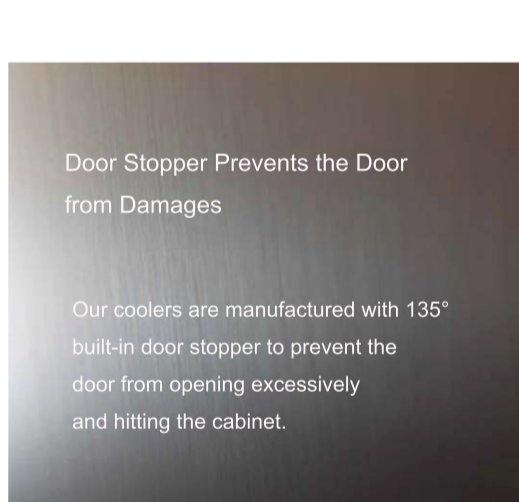 Door Stopper Prevents the Door
from Damages
Our coolers are manufactured with 135°
built-in door stopper to prevent the
door from opening excessively
and hitting the cabinet.